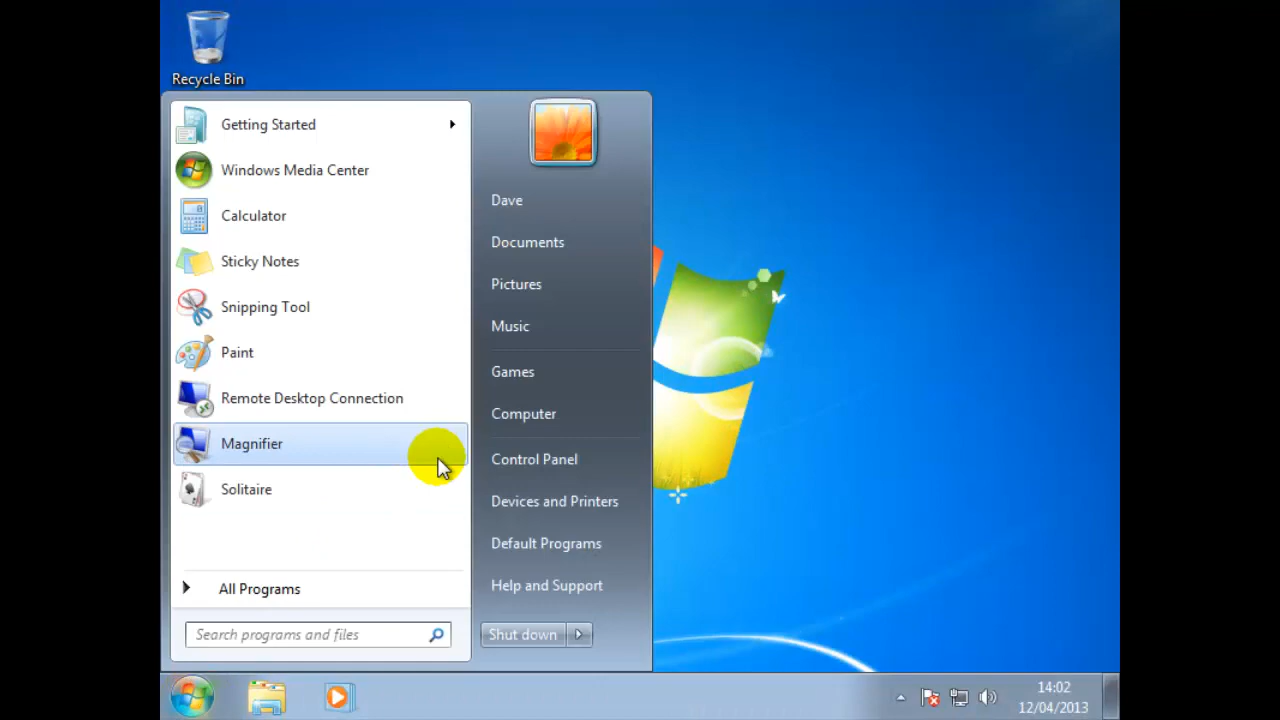 Recycle Bin
Getting Started
Windows Media Center
Calculator
Sticky Notes
Snipping Tool
Paint
Remote Desktop Connection
Magnifier
Solitaire
All Programs
Search programs and files
Dave
Documents
Pictures
Music
Games
Computer
Control Panel
Devices and Printers
Default Programs
Help and Support
Shut down
14:02
12/04/2013